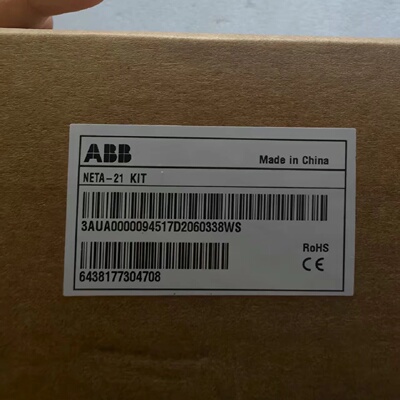 ABB
Made in China
NETA-21 KIT
3AUA0000094517D2060338WS
RoHS
CE
6438177304708